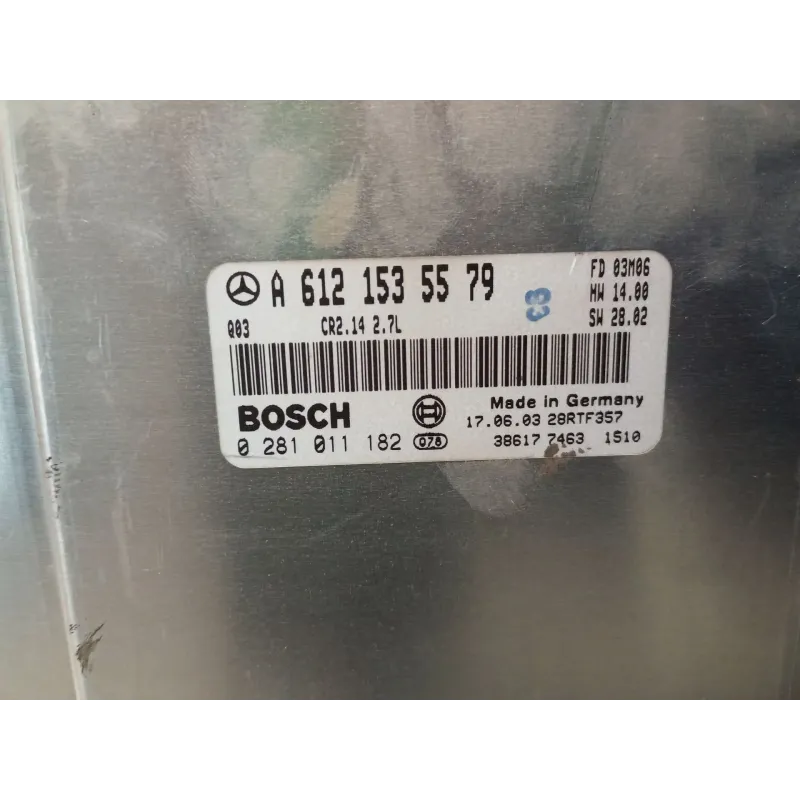 A 612 153 55 79
FD 03M06
HW 14.00
SW 28.02
Q03 CR2.14 2.7L
BOSCH
Made in Germany
17.06.03 28RTF357
0 281 011 182 078
38617 7463 1510